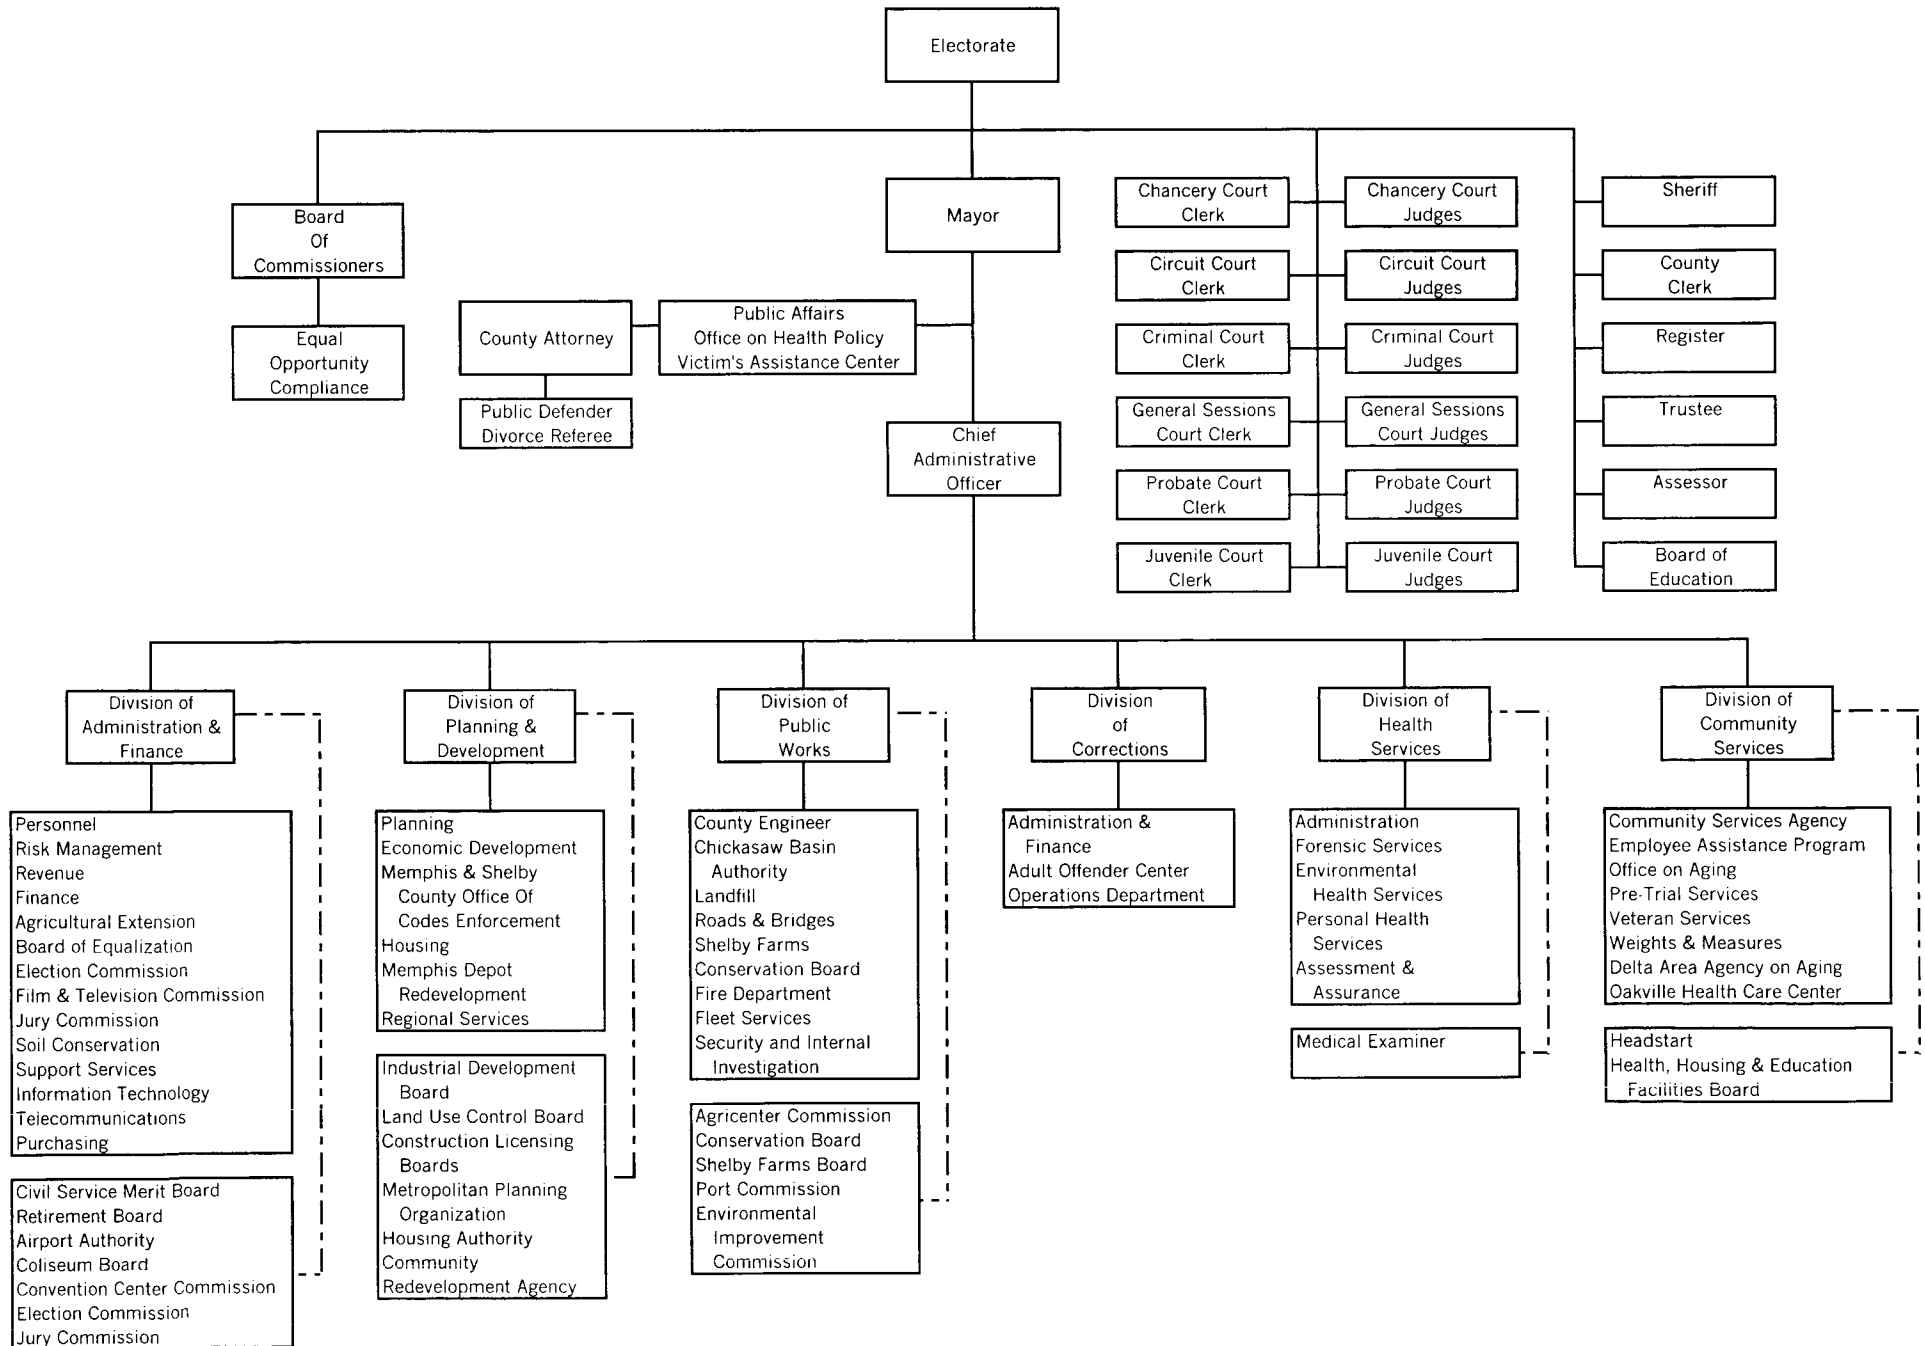 Electorate
Board
Of
Commissioners
Equal
Opportunity
Compliance
Mayor
County Attorney
Public Affairs
Office on Health Policy
Victim's Assistance Center
Public Defender
Divorce Referee
Chief
Administrative
Officer
Chancery Court
Clerk
Chancery Court
Judges
Sheriff
Circuit Court
Clerk
Circuit Court
Judges
County
Clerk
Criminal Court
Clerk
Criminal Court
Judges
Register
General Sessions
Court Clerk
General Sessions
Court Judges
Trustee
Probate Court
Clerk
Probate Court
Judges
Assessor
Juvenile Court
Clerk
Juvenile Court
Judges
Board of
Education
Division of
Administration &
Finance
Personnel
Risk Management
Revenue
Finance
Agricultural Extension
Board of Equalization
Election Commission
Film & Television Commission
Jury Commission
Soil Conservation
Support Services
Information Technology
Telecommunications
Purchasing
Civil Service Merit Board
Retirement Board
Airport Authority
Coliseum Board
Convention Center Commission
Election Commission
Jury Commission
Division of
Planning &
Development
Planning
Economic Development
Memphis & Shelby
County Office Of
Codes Enforcement
Housing
Memphis Depot
Redevelopment
Regional Services
Industrial Development
Board
Land Use Control Board
Construction Licensing
Boards
Metropolitan Planning
Organization
Housing Authority
Community
Redevelopment Agency
Division of
Public
Works
County Engineer
Chickasaw Basin
Authority
Landfill
Roads & Bridges
Shelby Farms
Conservation Board
Fire Department
Fleet Services
Security and Internal
Investigation
Agricenter Commission
Conservation Board
Shelby Farms Board
Port Commission
Environmental
Improvement
Commission
Division
of
Corrections
Administration &
Finance
Adult Offender Center
Operations Department
Division of
Health
Services
Administration
Forensic Services
Environmental
Health Services
Personal Health
Services
Assessment &
Assurance
Medical Examiner
Division of
Community
Services
Community Services Agency
Employee Assistance Program
Office on Aging
Pre-Trial Services
Veteran Services
Weights & Measures
Delta Area Agency on Aging
Oakville Health Care Center
Headstart
Health, Housing & Education
Facilities Board